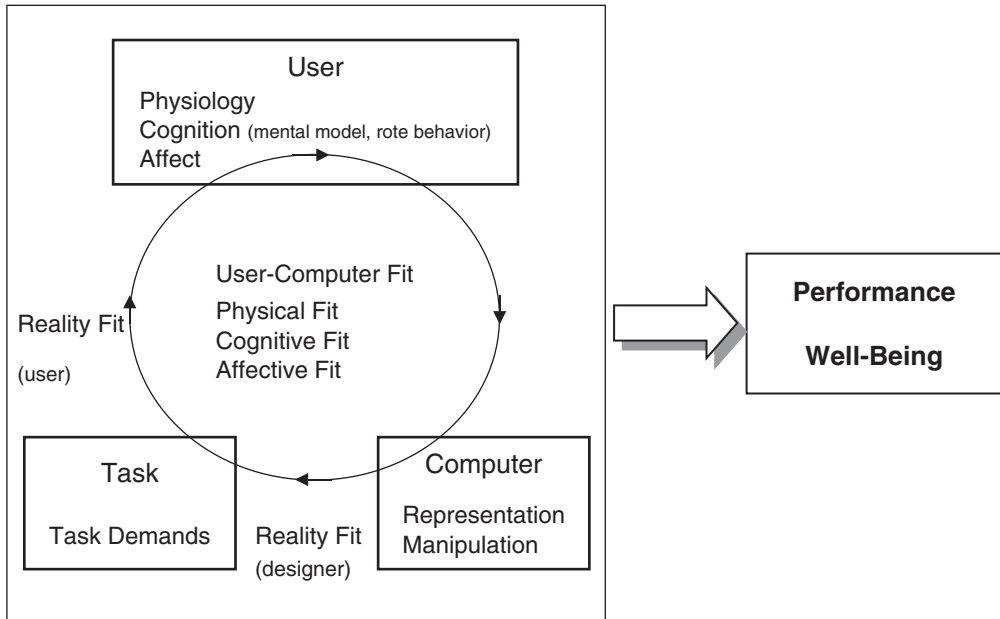 User
Physiology
Cognition (mental model, rote behavior)
Affect
User-Computer Fit
Physical Fit
Cognitive Fit
Affective Fit
Reality Fit
(user)
Task
Task Demands
Reality Fit
(designer)
Computer
Representation
Manipulation
Performance
Well-Being